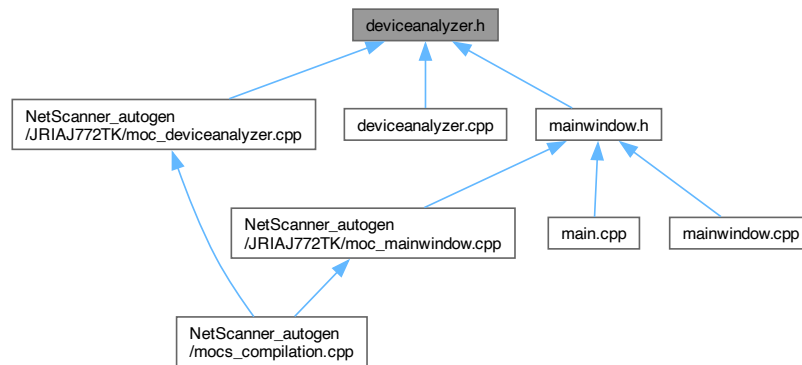 deviceanalyzer.h
NetScanner_autogen
/JRIAJ772TK/moc_deviceanalyzer.cpp
deviceanalyzer.cpp
mainwindow.h
NetScanner_autogen
/JRIAJ772TK/moc_mainwindow.cpp
main.cpp
mainwindow.cpp
NetScanner_autogen
/mocs_compilation.cpp